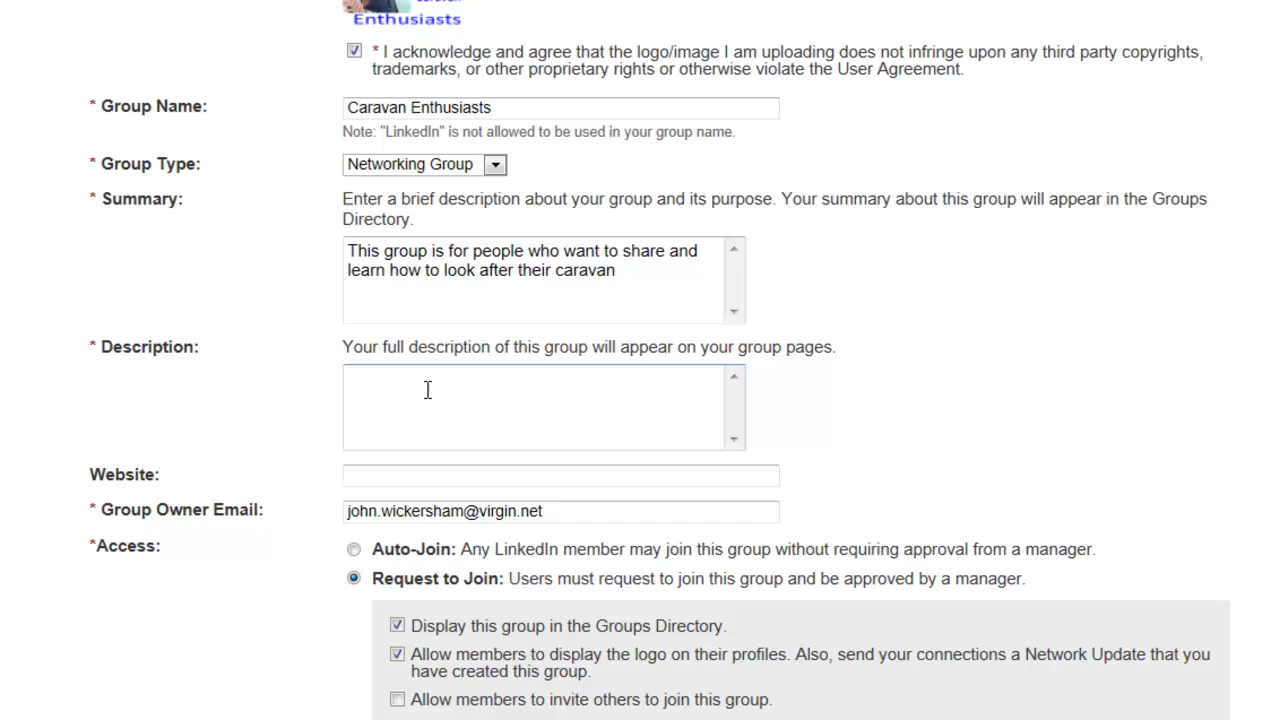 Enthusiasts
* I acknowledge and agree that the logo/image I am uploading does not infringe upon any third party copyrights,
trademarks, or other proprietary rights or otherwise violate the User Agreement.
* Group Name:
Caravan Enthusiasts
Note: "LinkedIn" is not allowed to be used in your group name.
* Group Type:
Networking Group
* Summary:
Enter a brief description about your group and its purpose. Your summary about this group will appear in the Groups
Directory.
This group is for people who want to share and
learn how to look after their caravan
* Description:
Your full description of this group will appear on your group pages.
Website:
* Group Owner Email:
john.wickersham@virgin.net
*Access:
Auto-Join: Any LinkedIn member may join this group without requiring approval from a manager.
Request to Join: Users must request to join this group and be approved by a manager.
Display this group in the Groups Directory.
Allow members to display the logo on their profiles. Also, send your connections a Network Update that you
have created this group.
Allow members to invite others to join this group.